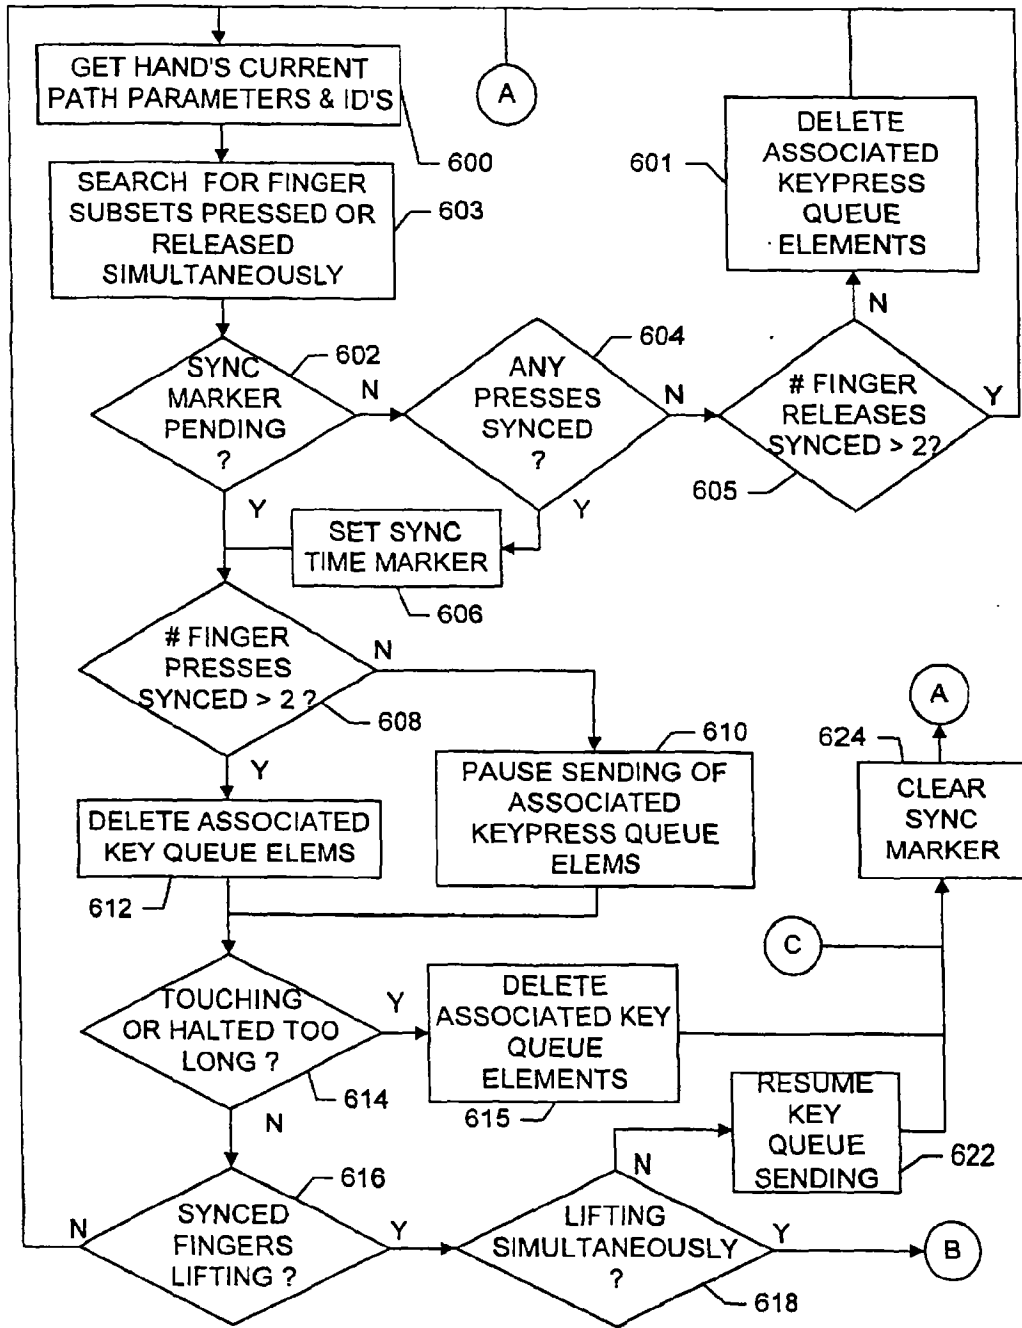 GET HAND'S CURRENT
PATH PARAMETERS & ID'S
A
600
SEARCH FOR FINGER
SUBSETS PRESSED OR
RELEASED
SIMULTANEOUSLY
603
601
DELETE
ASSOCIATED
KEYPRESS
QUEUE
ELEMENTS
SYNC
MARKER
PENDING
?
602
N
Y
ANY
PRESSES
SYNCED
?
604
N
Y
# FINGER
RELEASES
SYNCED > 2?
605
N
Y
SET SYNC
TIME MARKER
606
# FINGER
PRESSES
SYNCED > 2 ?
608
N
Y
610
PAUSE SENDING OF
ASSOCIATED
KEYPRESS QUEUE
ELEMS
DELETE ASSOCIATED
KEY QUEUE ELEMS
612
A
624
CLEAR
SYNC
MARKER
C
TOUCHING
OR HALTED TOO
LONG ?
614
Y
N
DELETE
ASSOCIATED KEY
QUEUE
ELEMENTS
615
RESUME
KEY
QUEUE
SENDING
622
SYNCED
FINGERS
LIFTING ?
616
N
Y
LIFTING
SIMULTANEOUSLY
?
618
N
Y
B